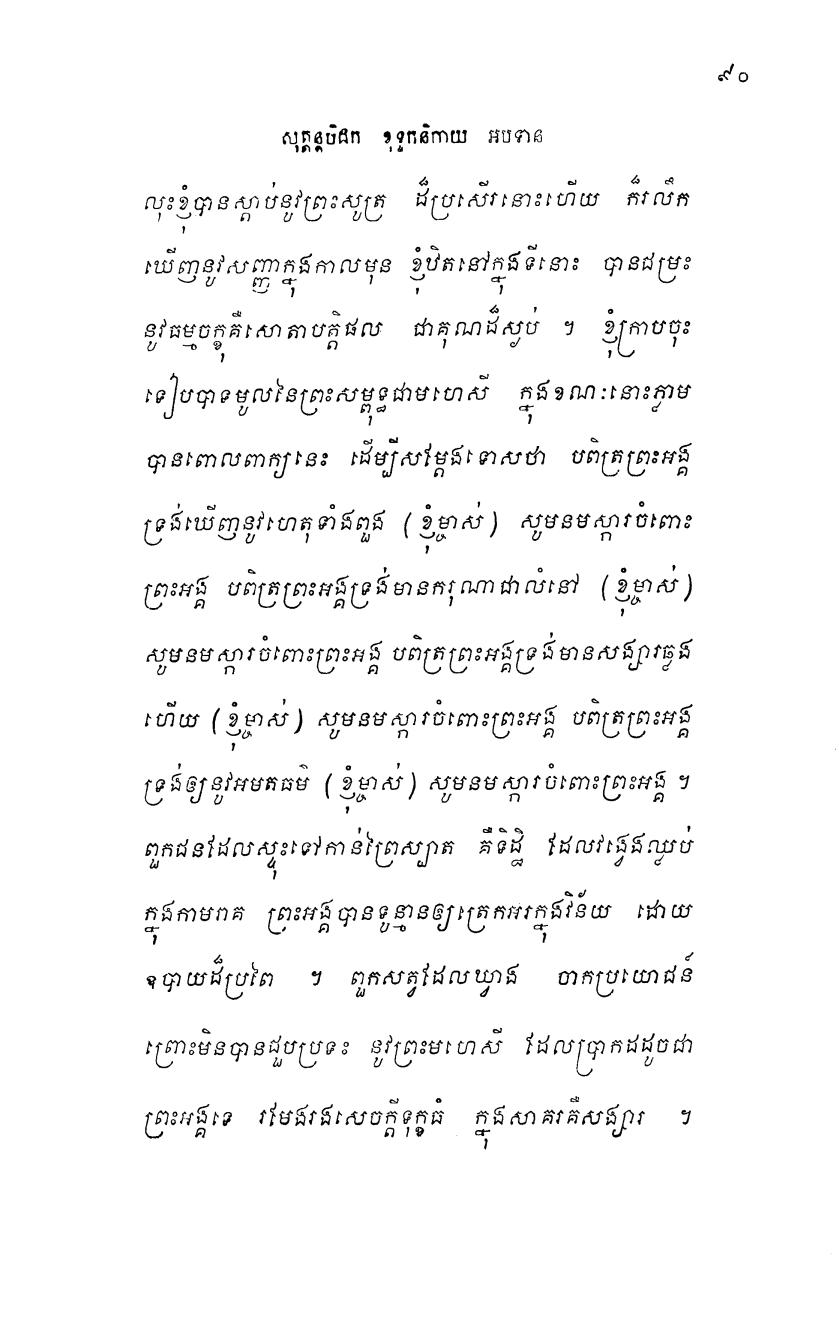 ៩០
សុត្តន្តបិដក ខុទ្ទកនិកាយ អបទាន
លុះខ្ញុំបានស្តាប់នូវព្រះសូត្រ ដ៏ប្រសើរនោះហើយ ក៏រលឹក
ឃើញនូវសញ្ញាក្នុងកាលមុន ខ្ញុំឋិតនៅក្នុងទីនោះ បានជម្រះ
នូវធម្មចក្ខុគឺសោតាបត្តិផល ជាគុណដ៏ស្ងប់ ។ ខ្ញុំក្រាបចុះ
ទៀបបាទមូលនៃព្រះសម្ពុទ្ធជាមហេសី ក្នុងខណៈនោះភ្លាម
បានពោលពាក្យនេះ ដើម្បីសម្តែងទោសថា បពិត្រព្រះអង្គ
ទ្រង់ឃើញនូវហេតុទាំងពួង (ខ្ញុំម្ចាស់) សូមនមស្ការចំពោះ
ព្រះអង្គ បពិត្រព្រះអង្គទ្រង់មានករុណាជាលំនៅ (ខ្ញុំម្ចាស់)
សូមនមស្ការចំពោះព្រះអង្គ បពិត្រព្រះអង្គទ្រង់មានសង្សារឆ្លង
ហើយ (ខ្ញុំម្ចាស់) សូមនមស្ការចំពោះព្រះអង្គ បពិត្រព្រះអង្គ
ទ្រង់ឲ្យនូវអមតធម៌ (ខ្ញុំម្ចាស់) សូមនមស្ការចំពោះព្រះអង្គ ។
ពួកជនដែលស្ទុះទៅកាន់ព្រៃស្បាត គឺទិដ្ឋិ ដែលវង្វេងឈ្លប់
ក្នុងកាមរាគ ព្រះអង្គបានទូន្មានឲ្យត្រេកអរក្នុងវិន័យ ដោយ
ឧបាយដ៏ប្រពៃ ។ ពួកសត្វដែលឃ្វាង ចាកប្រយោជន៍
ព្រោះមិនបានជួបប្រទះ នូវព្រះមហេសី ដែលប្រាកដដូចជា
ព្រះអង្គទេ រមែងរងសេចក្តីទុក្ខធំ ក្នុងសាគរគឺសង្សារ ។